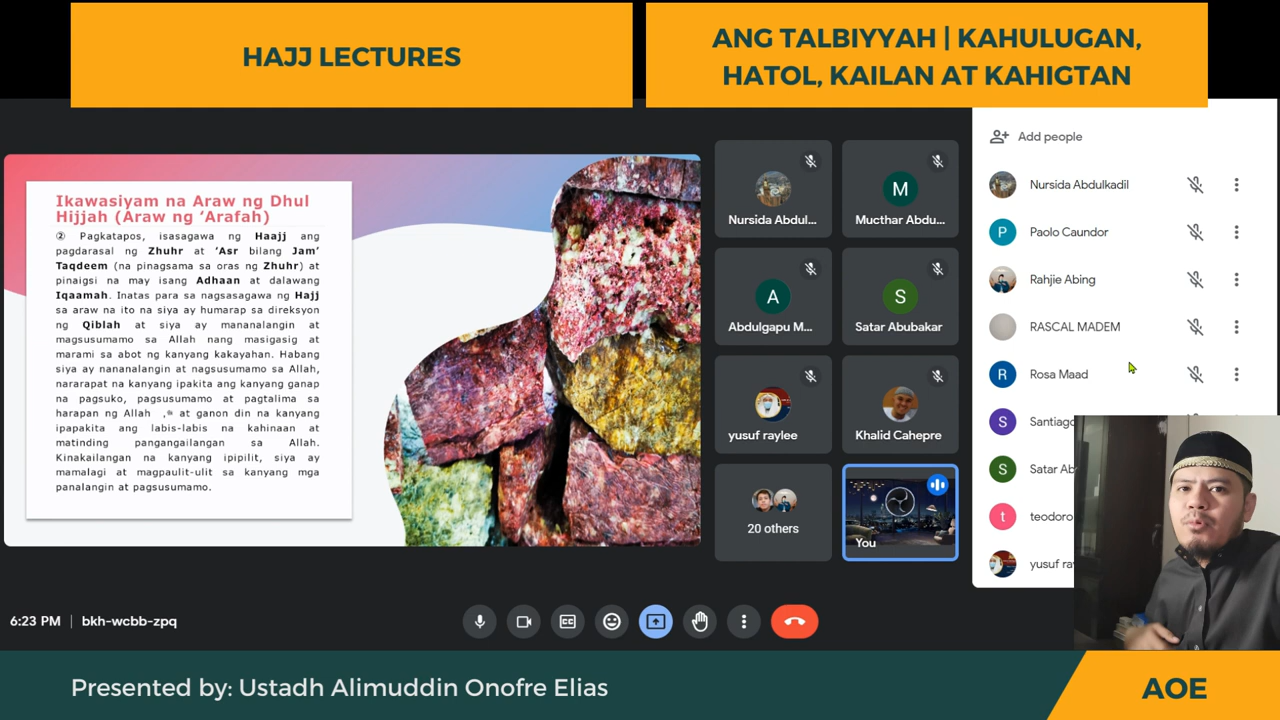 HAJJ LECTURES
ANG TALBIYYAH | KAHULUGAN,
HATOL, KAILAN AT KAHIGTAN
Ikawasiyam na Araw ng Dhul
Hijjah (Araw ng ‘Arafah)
② Pagkatapos, isasagawa ng Haajj ang
pagdarasal ng Zhuhr at ‘Asr bilang Jam’
Taqdeem (na pinagsama sa oras ng Zhuhr) at
pinaigsi na may isang Adhaan at dalawang
Iqaamah. Inatas para sa nagsasagawa ng Hajj
sa araw na ito na siya ay humarap sa direksyon
ng Qiblah at siya ay mananalangin at
magsusumamo sa Allah nang masigasig at
marami sa abot ng kanyang kakayahan. Habang
siya ay nananalangin at nagsusumamo sa Allah,
nararapat na kanyang ipakita ang kanyang ganap
na pagsuko, pagsusumamo at pagtalima sa
harapan ng Allah , at ganon din na kanyang
ipapakita ang labis-labis na kahinaan at
matinding pangangailangan sa Allah.
Kinakailangan na kanyang ipipilit, siya ay
mamalagi at magpaulit-ulit sa kanyang mga
panalangin at pagsusumamo.
Nursida Abdul...
M
Mucthar Abdu...
A
Abdulgapu M...
S
Satar Abubakar
yusuf raylee
Khalid Cahepre
20 others
You
Add people
Nursida Abdulkadil
P Paolo Caundor
Rahjie Abing
RASCAL MADEM
R Rosa Maad
S Santiago
S Satar Ab
t teodoro
yusuf ra
6:23 PM | bkh-wcbb-zpq
Presented by: Ustadh Alimuddin Onofre Elias
AOE